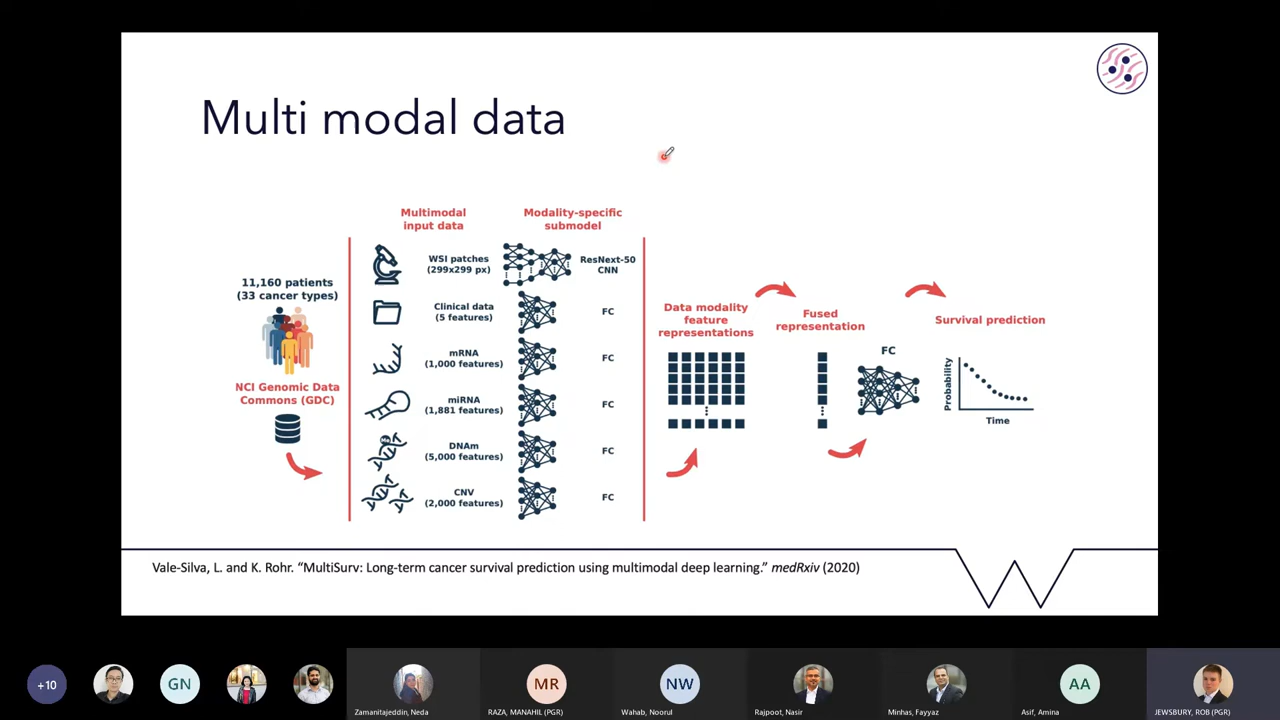 Multi modal data
Multimodal
input data
Modality-specific
submodel
11,160 patients
(33 cancer types)
NCI Genomic Data
Commons (GDC)
WSI patches
(299x299 px)
ResNext-50
CNN
Clinical data
(5 features)
FC
mRNA
(1,000 features)
FC
miRNA
(1,881 features)
FC
DNAm
(5,000 features)
FC
CNV
(2,000 features)
FC
Data modality
feature
representations
Fused
representation
FC
Survival prediction
Probability
Time
Vale-Silva, L. and K. Rohr. “MultiSurv: Long-term cancer survival prediction using multimodal deep learning.” medRxiv (2020)
+10
GN
Zamanitajeddin, Neda
MR
RAZA, MANAHIL (PGR)
NW
Wahab, Noorul
Rajpoot, Nasir
Minhas, Fayyaz
AA
Asif, Amina
JEWSBURY, ROB (PGR)